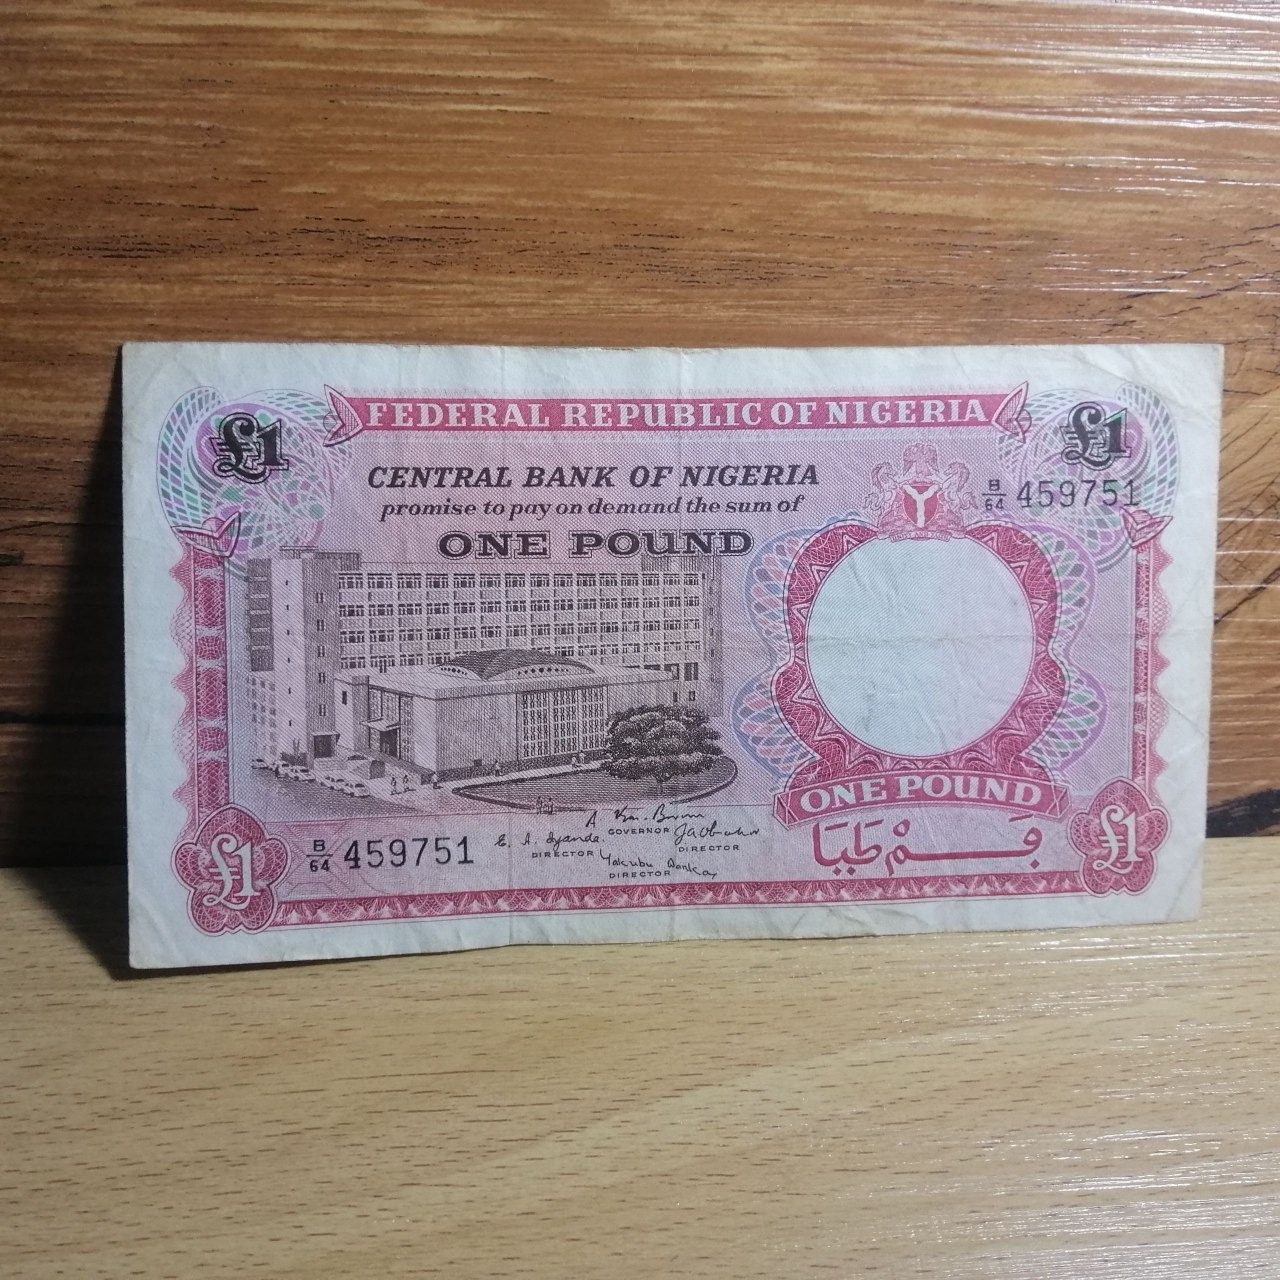 FEDERAL REPUBLIC OF NIGERIA
£1
£1
CENTRAL BANK OF NIGERIA
promise to pay on demand the sum of
ONE POUND
B/64 459751
ONE POUND
فَمْ طَبَا
B/64 459751
GOVERNOR
DIRECTOR
DIRECTOR
DIRECTOR
£1
£1